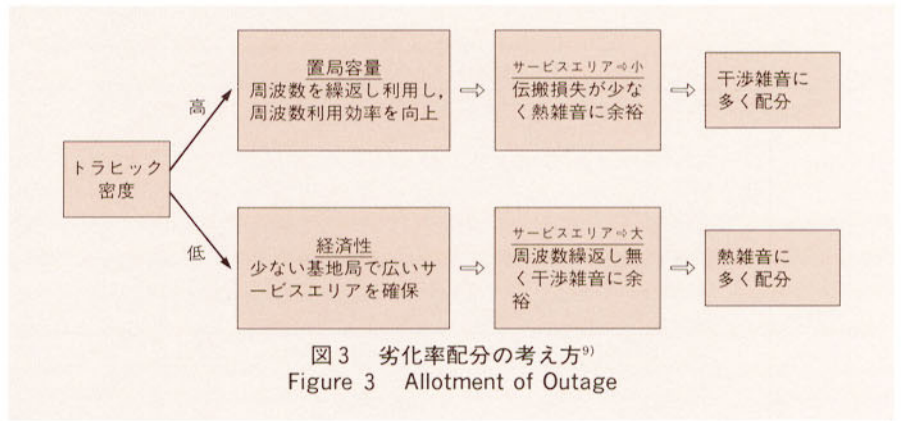 トラヒック
密度
高
置局容量
周波数を繰返し利用し,
周波数利用効率を向上
⇨
サービスエリア⇨小
伝搬損失が少な
く熱雑音に余裕
⇨
干渉雑音に
多く配分
低
経済性
少ない基地局で広いサ
ービスエリアを確保
⇨
サービスエリア⇨大
周波数繰返し無
く干渉雑音に余
裕
⇨
熱雑音に
多く配分
図3 劣化率配分の考え方9)
Figure 3 Allotment of Outage